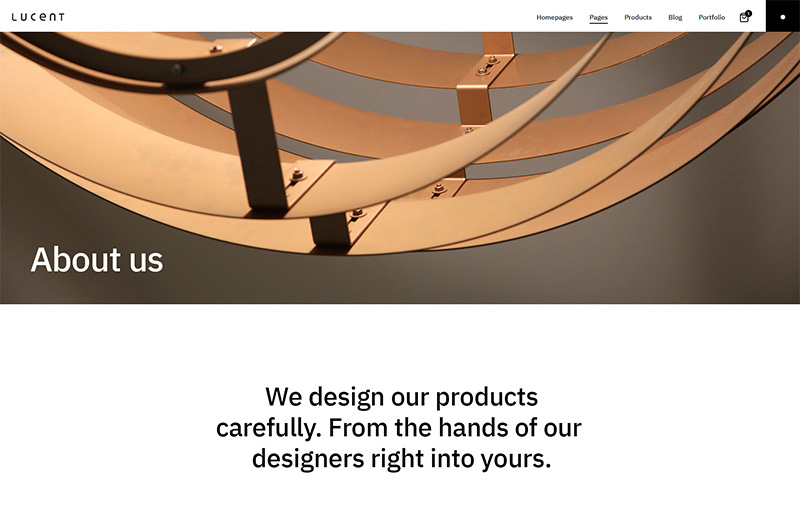 LUCENT
Homepages Pages Products Blog Portfolio
About us
We design our products
carefully. From the hands of our
designers right into yours.